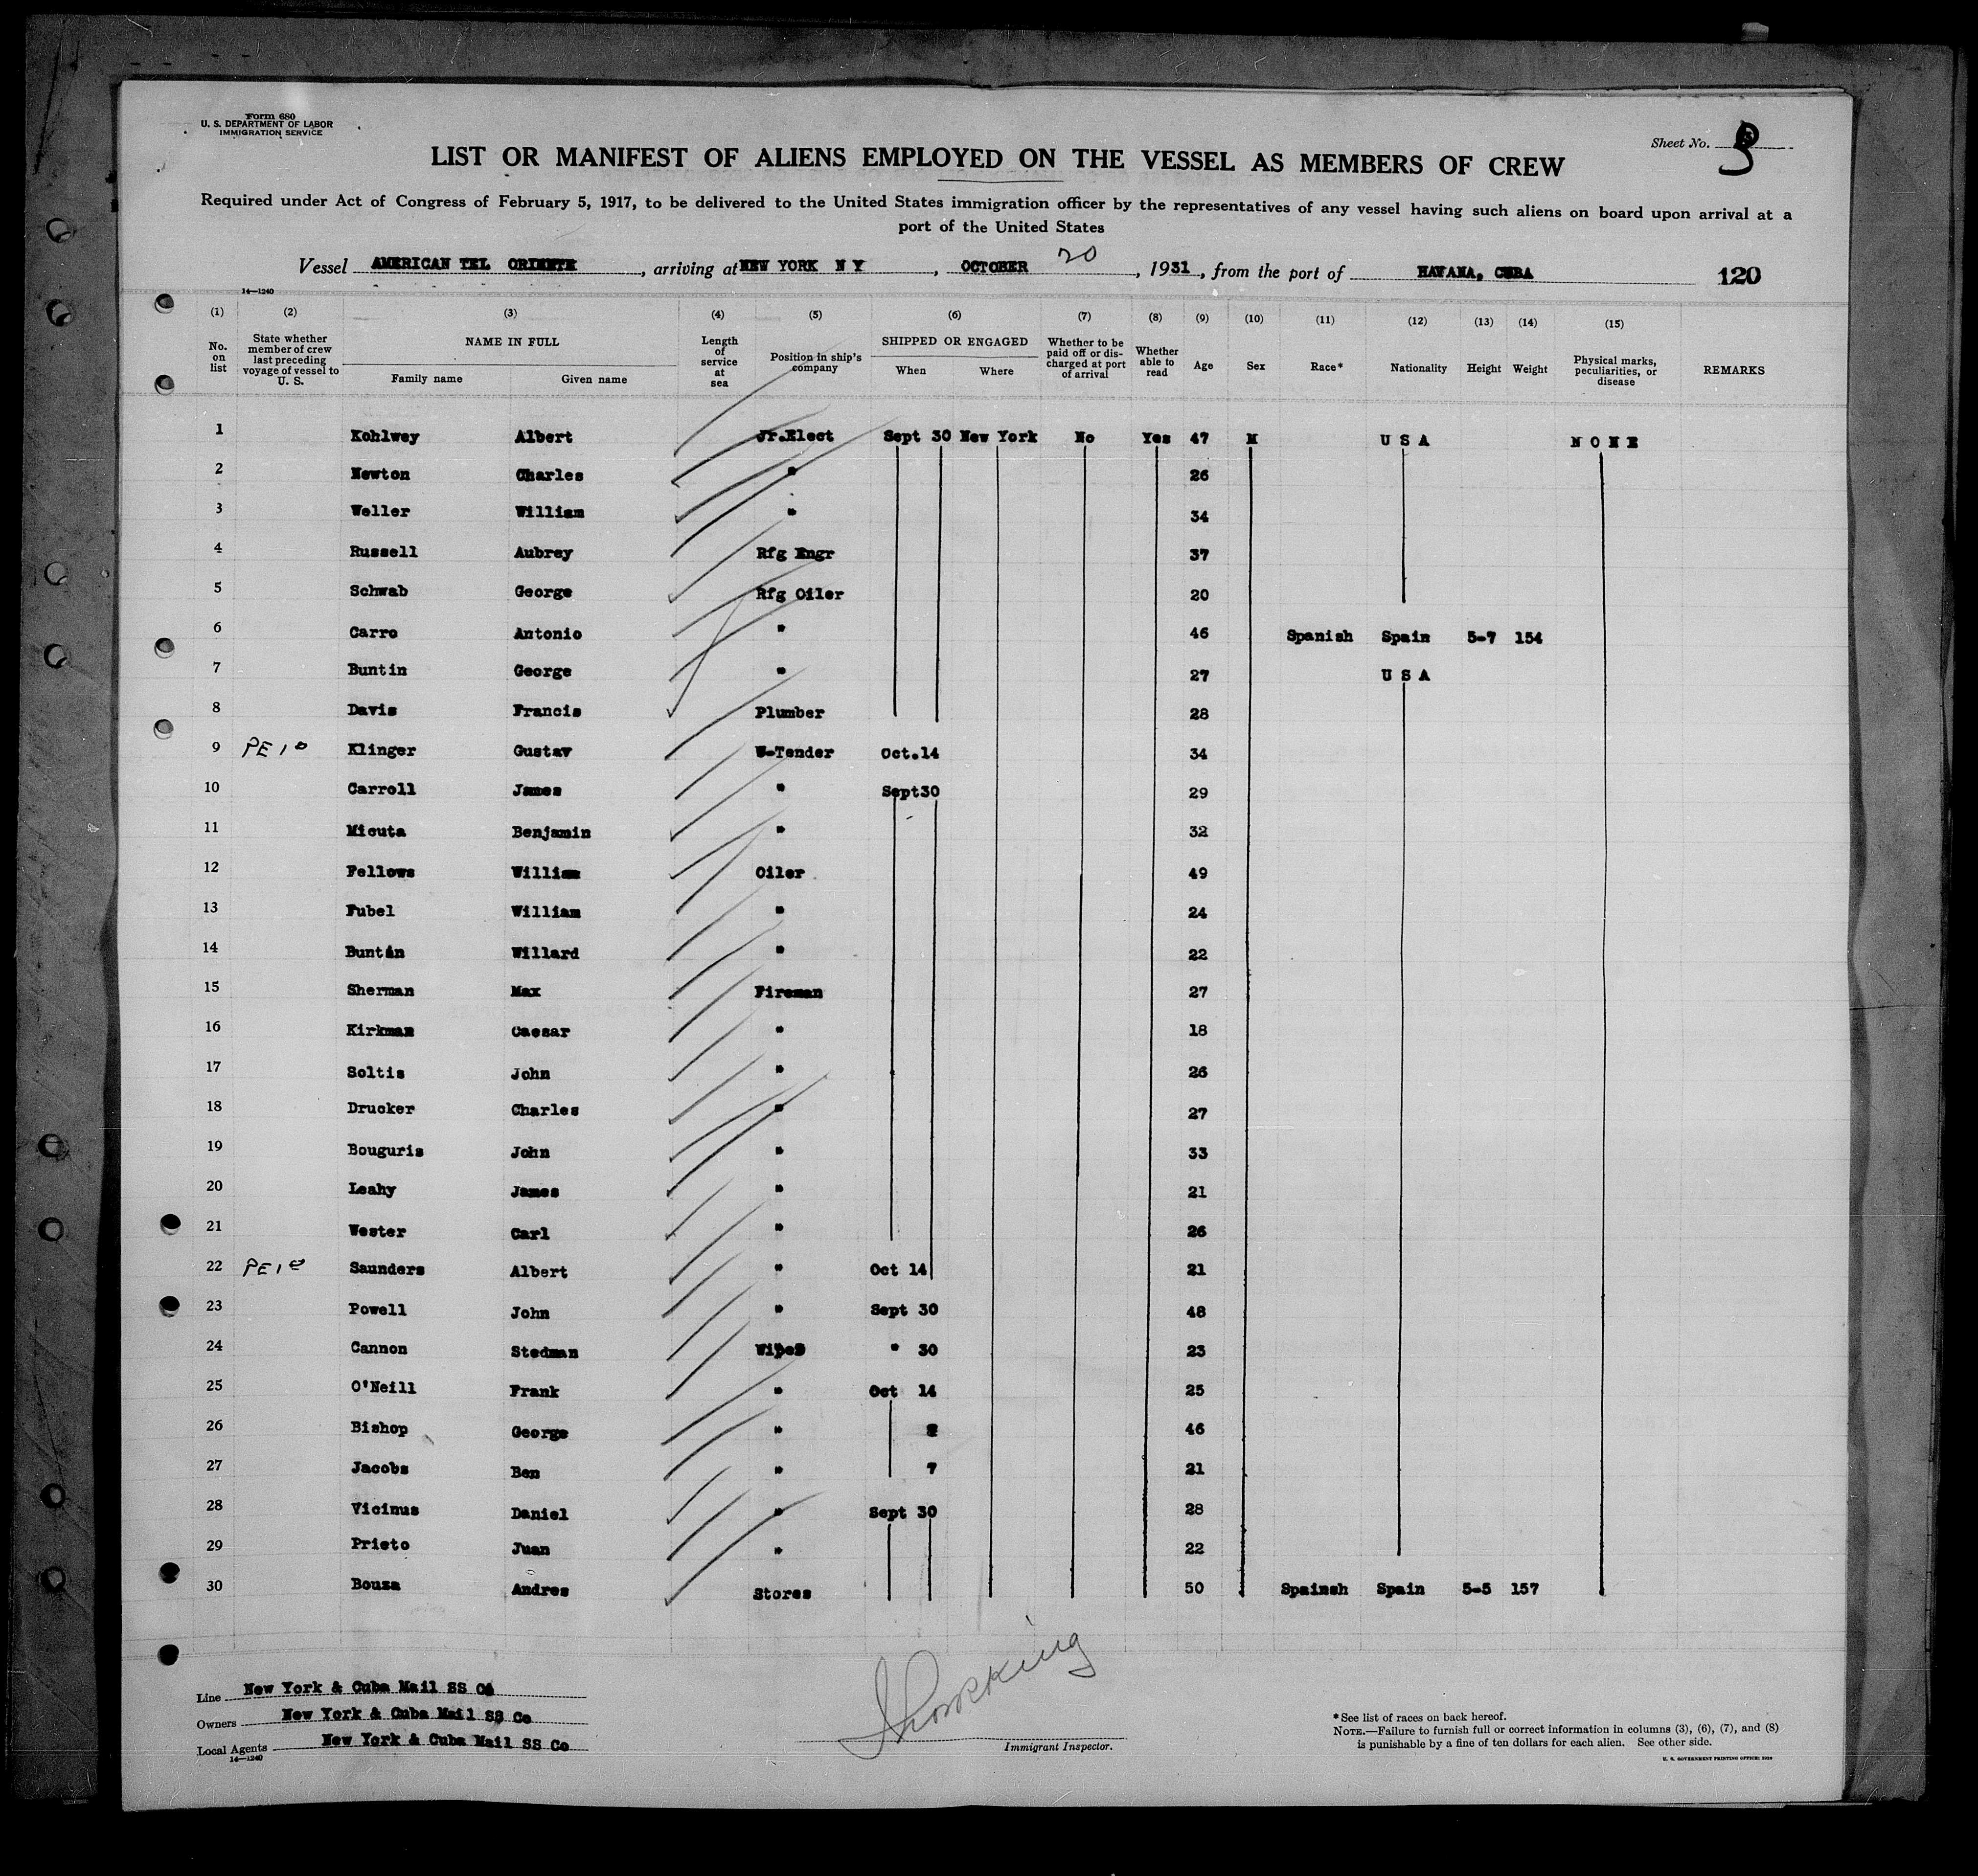 Form 680
U. S. DEPARTMENT OF LABOR
IMMIGRATION SERVICE
Sheet No.
LIST OR MANIFEST OF ALIENS EMPLOYED ON THE VESSEL AS MEMBERS OF CREW
Required under Act of Congress of February 5, 1917, to be delivered to the United States immigration officer by the representatives of any vessel having such aliens on board upon arrival at a
port of the United States
Vessel AMERICAN TEL ORIENTE, arriving at NEW YORK N Y, OCTOBER 20, 1931, from the port of HAVANA, CUBA 120
14—1240
(1) (2) (3) (4) (5) (6) (7) (8) (9) (10) (11) (12) (13) (14) (15)
No. on list State whether member of crew last preceding voyage of vessel to U. S. NAME IN FULL Family name Given name Length of service at sea Position in ship's company SHIPPED OR ENGAGED When Where Whether to be paid off or discharged at port of arrival Whether able to read Age Sex Race* Nationality Height Weight Physical marks, peculiarities, or disease REMARKS
1 Kohlwey Albert Jr.Elect Sept 30 New York No Yes 47 M U S A N O N E
2 Newton Charles " 26
3 Weller William " 34
4 Russell Aubrey Rfg Engr 37
5 Schwab George Rfg Oiler 20
6 Carro Antonio " 46 Spanish Spain 5-7 154
7 Buntin George " 27 U S A
8 Davis Francis Plumber 28
9 PE 10 Klinger Gustav W-Tender Oct.14 34
10 Carroll James " Sept30 29
11 Micuta Benjamin " 32
12 Fellows William Oiler 49
13 Fubel William " 24
14 Buntin Willard " 22
15 Sherman Max Fireman 27
16 Kirkman Caesar " 18
17 Soltis John " 26
18 Drucker Charles " 27
19 Bouguris John " 33
20 Leahy James " 21
21 Wester Carl " 26
22 PE 10 Saunders Albert " Oct 14 21
23 Powell John " Sept 30 48
24 Cannon Stedman Wiper " 30 23
25 O'Neill Frank " Oct 14 25
26 Bishop George " 46
27 Jacobs Ben " 7 21
28 Vicinus Daniel " Sept 30 28
29 Prieto Juan " 22
30 Bouza Andres Stores 50 Spainsh Spain 5-5 157
Line New York & Cuba Mail SS Co
Owners New York & Cuba Mail SS Co
Local Agents New York & Cuba Mail SS Co
14—1240
Immigrant Inspector.
*See list of races on back hereof.
NOTE.—Failure to furnish full or correct information in columns (3), (6), (7), and (8)
is punishable by a fine of ten dollars for each alien. See other side.